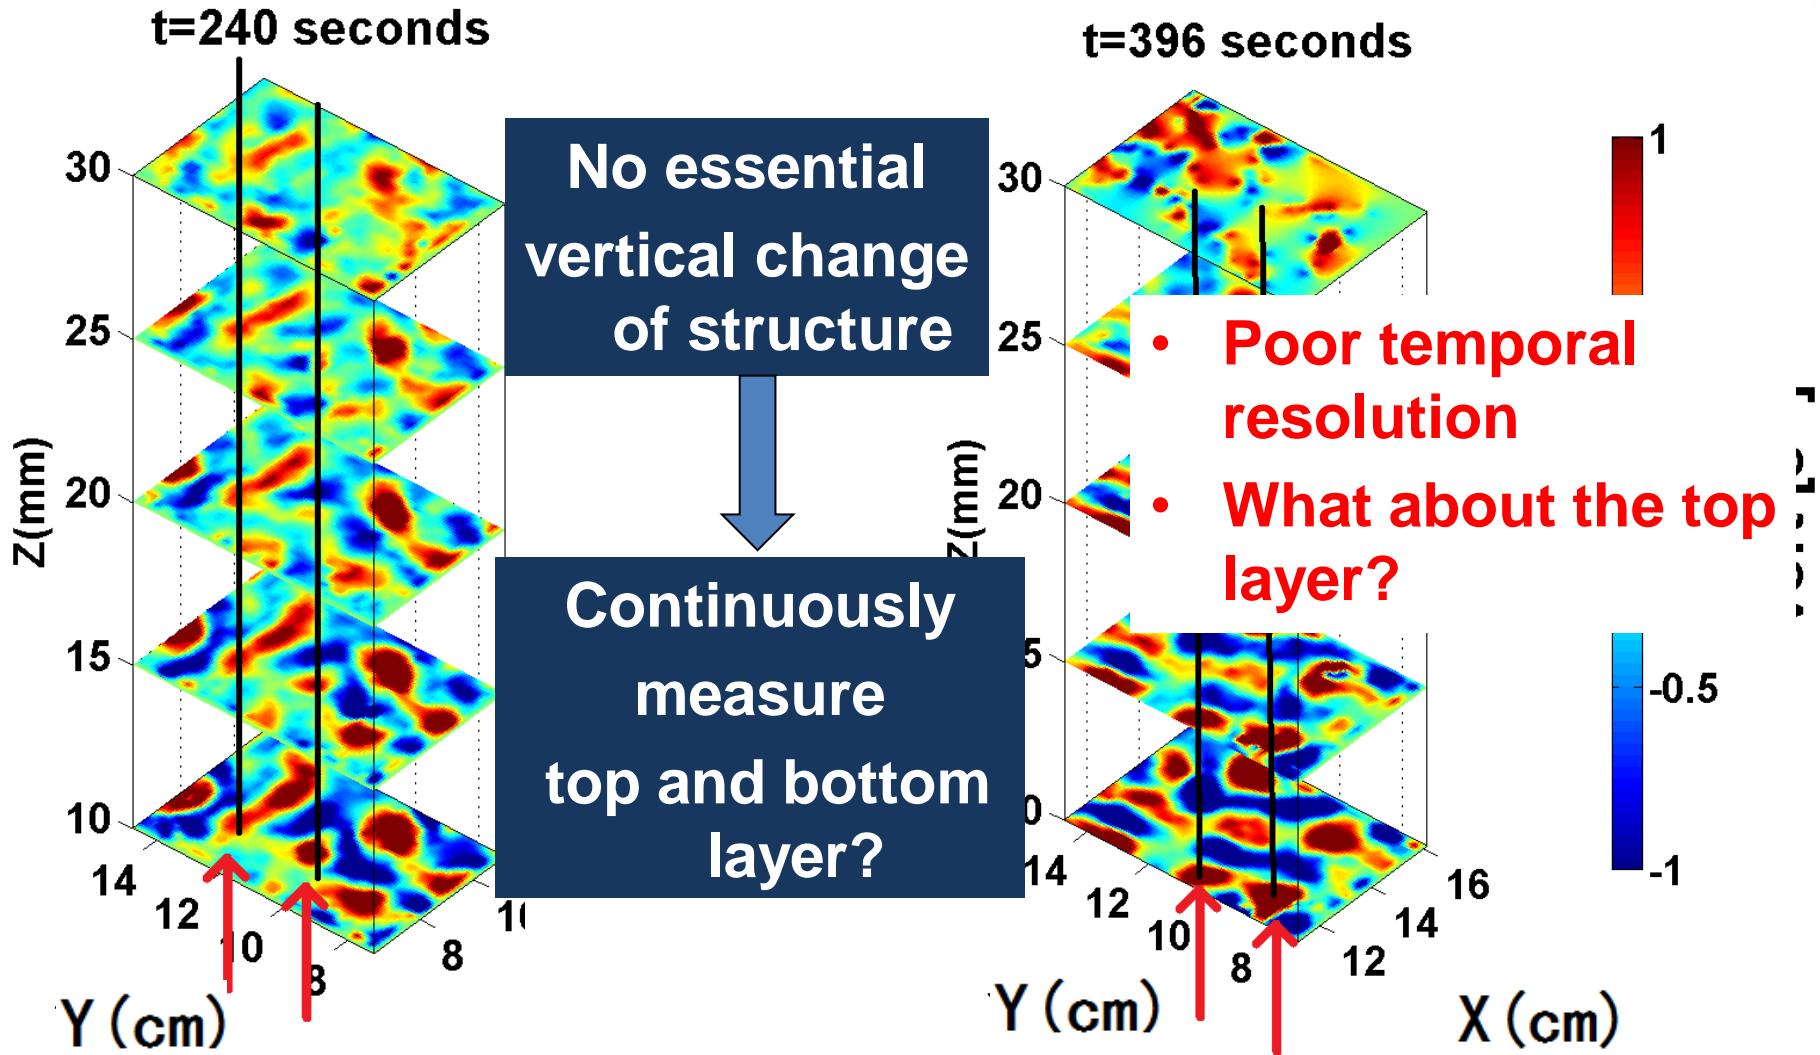 t=240 seconds
t=396 seconds
No essential
vertical change
of structure
Continuously
measure
top and bottom
layer?
• Poor temporal
resolution
• What about the top
layer?
30
25
20
15
10
Z(mm)
14
12
10
8
8
Y(cm)
30
25
20
5
0
Z(mm)
14
12
10
8
12
14
16
Y(cm)
X(cm)
1
-0.5
-1